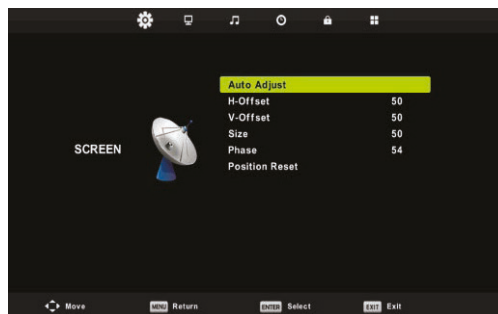 Auto Adjust
H-Offset 50
V-Offset 50
Size 50
SCREEN
Phase 54
Position Reset
Move MENU Return ENTER Select EXIT Exit